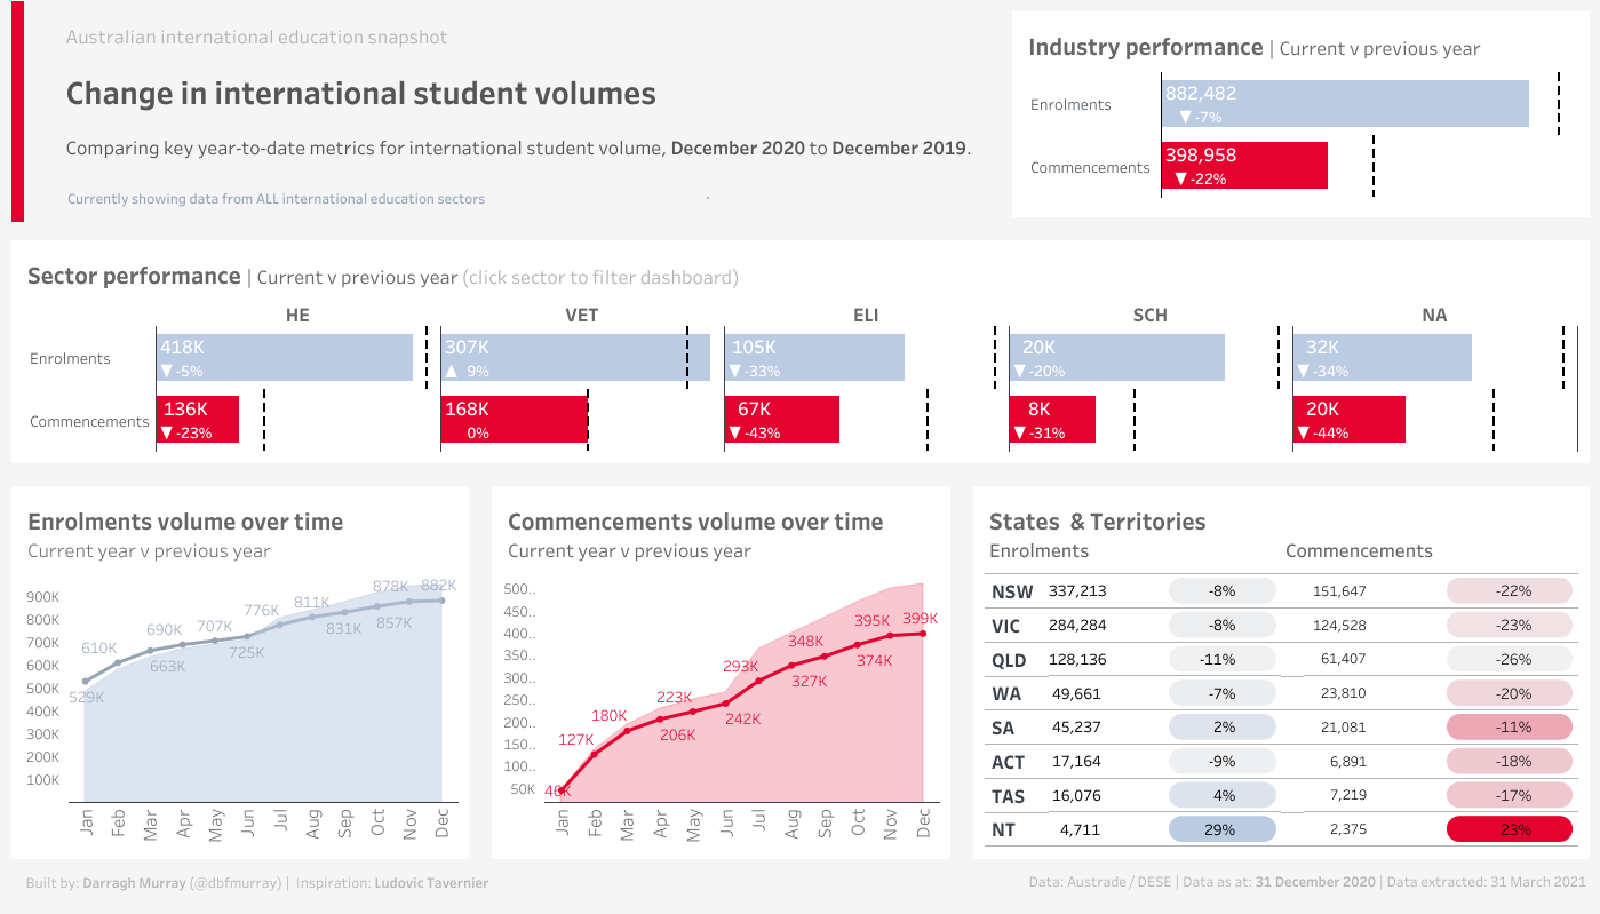 Australian international education snapshot
Change in international student volumes
Comparing key year-to-date metrics for international student volume, December 2020 to December 2019.
Currently showing data from ALL international education sectors
Industry performance | Current v previous year
Enrolments 882,482
▼ -7%
Commencements 398,958
▼ -22%
Sector performance | Current v previous year (click sector to filter dashboard)
HE VET ELI SCH NA
Enrolments 418K 307K 105K 20K 32K
▼ -5% ▲ 9% ▼ -33% ▼ -20% ▼ -34%
Commencements 136K 168K 67K 8K 20K
▼ -23% 0% ▼ -43% ▼ -31% ▼ -44%
Enrolments volume over time
Current year v previous year
900K
800K
700K
600K
500K
400K
300K
200K
100K
529K 610K 663K 690K 707K 725K 776K 811K 831K 857K 878K 882K
Jan Feb Mar Apr May Jun Jul Aug Sep Oct Nov Dec
Commencements volume over time
Current year v previous year
500..
450..
400..
350..
300..
250..
200..
150..
100..
50K
46K 127K 180K 206K 223K 242K 293K 327K 348K 374K 395K 399K
Jan Feb Mar Apr May Jun Jul Aug Sep Oct Nov Dec
States & Territories
Enrolments Commencements
NSW 337,213 -8% 151,647 -22%
VIC 284,284 -8% 124,528 -23%
QLD 128,136 -11% 61,407 -26%
WA 49,661 -7% 23,810 -20%
SA 45,237 2% 21,081 -11%
ACT 17,164 -9% 6,891 -18%
TAS 16,076 4% 7,219 -17%
NT 4,711 29% 2,375 23%
Built by: Darragh Murray (@dbfmurray) | Inspiration: Ludovic Tavernier
Data: Austrade / DESE | Data as at: 31 December 2020 | Data extracted: 31 March 2021